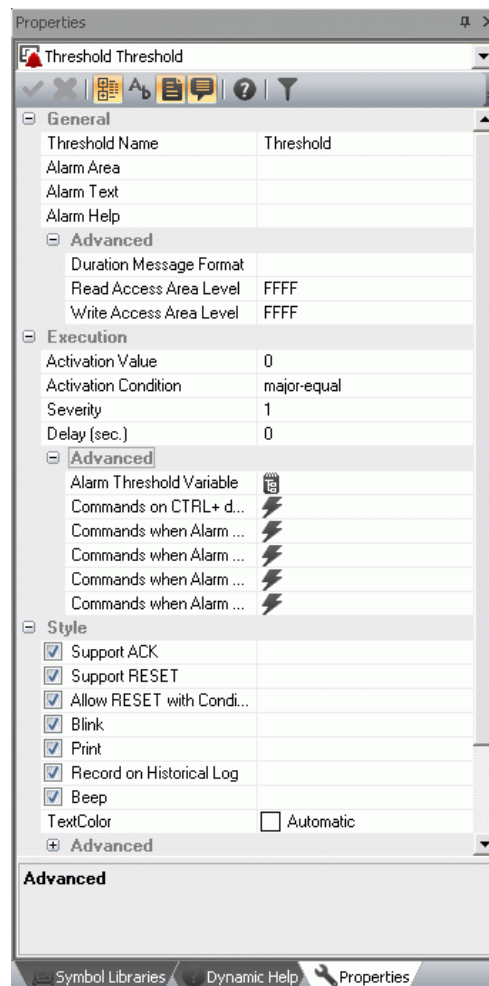 Properties
Threshold Threshold
General
Threshold Name Threshold
Alarm Area
Alarm Text
Alarm Help
Advanced
Duration Message Format
Read Access Area Level FFFF
Write Access Area Level FFFF
Execution
Activation Value 0
Activation Condition major-equal
Severity 1
Delay (sec.) 0
Advanced
Alarm Threshold Variable
Commands on CTRL+ d...
Commands when Alarm ...
Commands when Alarm ...
Commands when Alarm ...
Commands when Alarm ...
Style
Support ACK
Support RESET
Allow RESET with Condi...
Blink
Print
Record on Historical Log
Beep
TextColor Automatic
Advanced
Advanced
Symbol Libraries Dynamic Help Properties